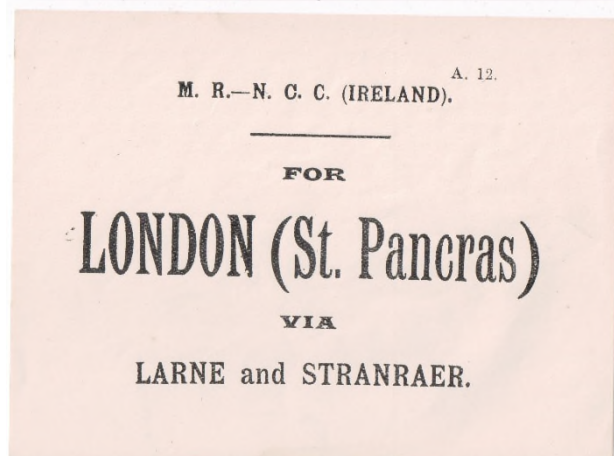 A. 12.
M. R.—N. C. C. (IRELAND).
FOR
LONDON (St. Pancras)
VIA
LARNE and STRANRAER.